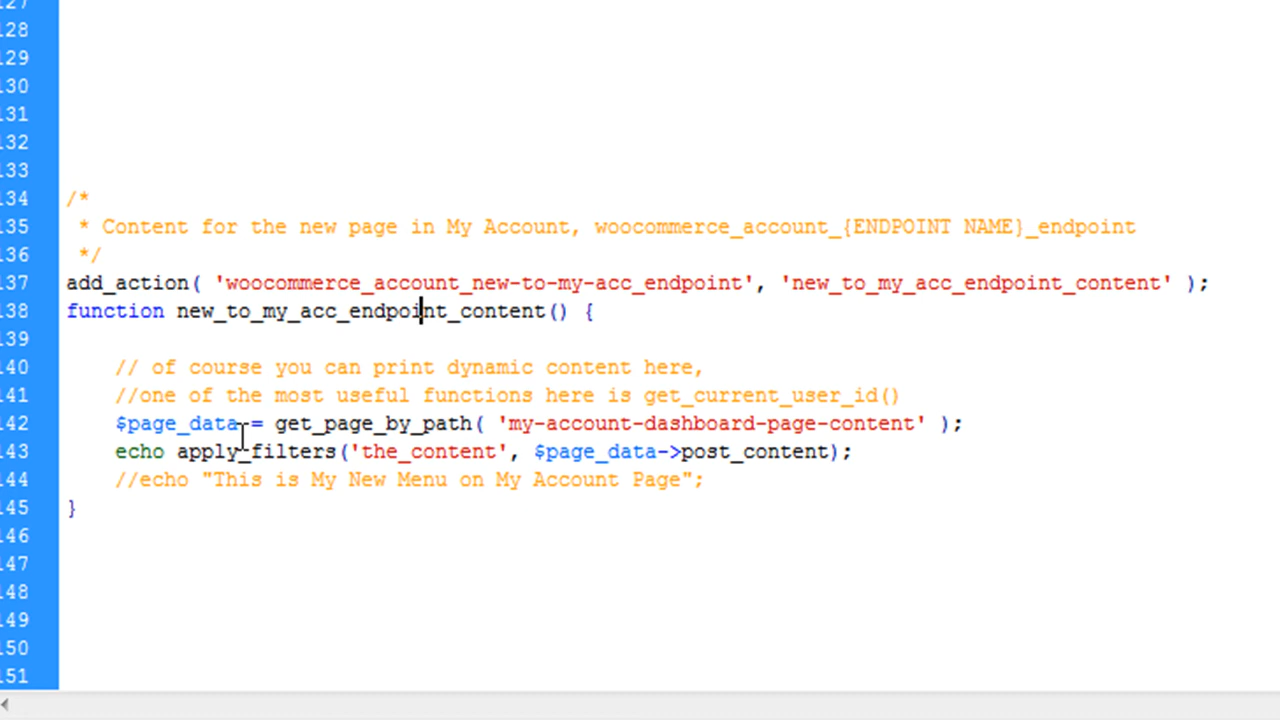 127
128
129
130
131
132
133
134 /*
135  * Content for the new page in My Account, woocommerce_account_{ENDPOINT NAME}_endpoint
136  */
137 add_action( 'woocommerce_account_new-to-my-acc_endpoint', 'new_to_my_acc_endpoint_content' );
138 function new_to_my_acc_endpoint_content() {
139
140     // of course you can print dynamic content here,
141     //one of the most useful functions here is get_current_user_id()
142     $page_data = get_page_by_path( 'my-account-dashboard-page-content' );
143     echo apply_filters('the_content', $page_data->post_content);
144     //echo "This is My New Menu on My Account Page";
145 }
146
147
148
149
150
151